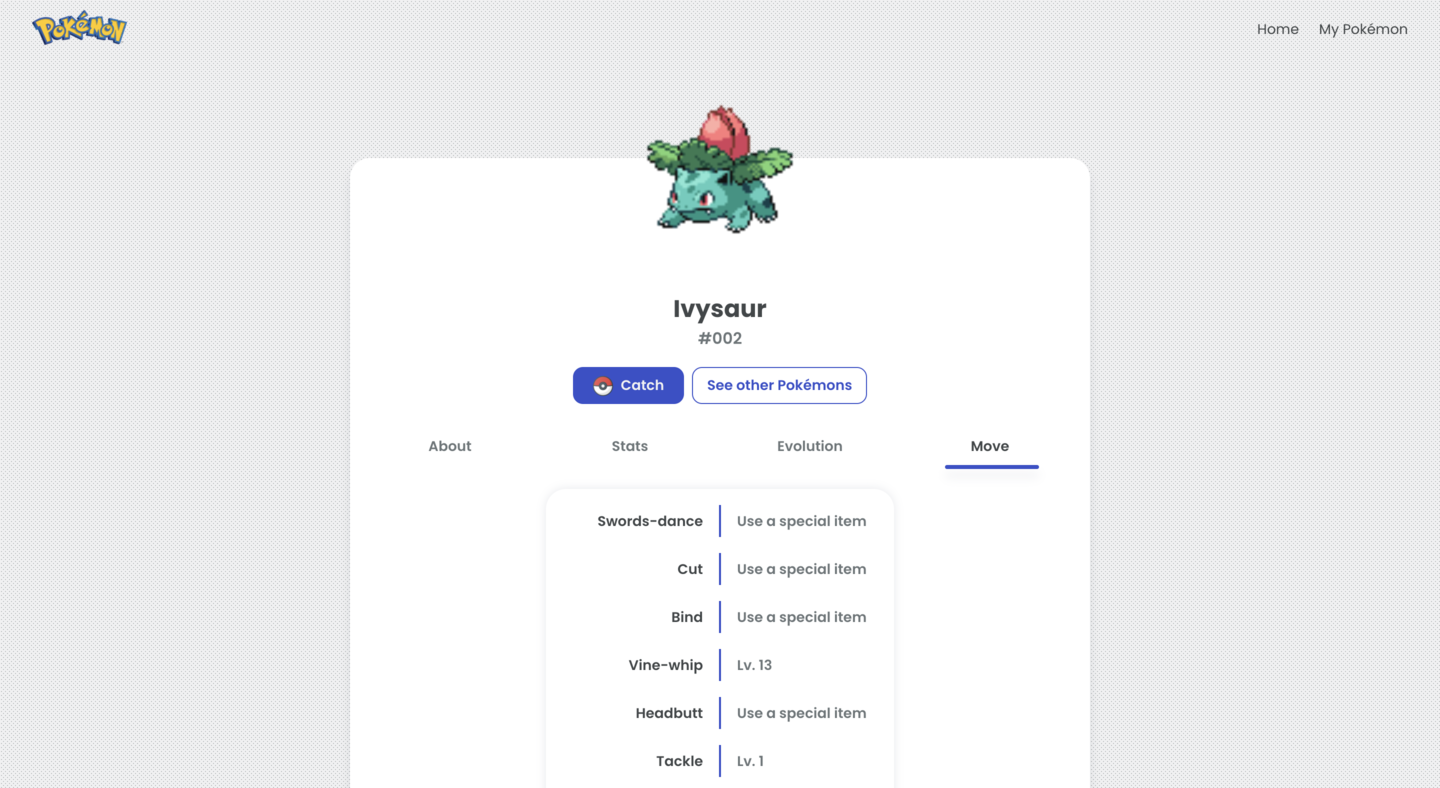 Pokémon
Home
My Pokémon
Ivysaur
#002
Catch
See other Pokémons
About
Stats
Evolution
Move
Swords-dance
Use a special item
Cut
Use a special item
Bind
Use a special item
Vine-whip
Lv. 13
Headbutt
Use a special item
Tackle
Lv. 1